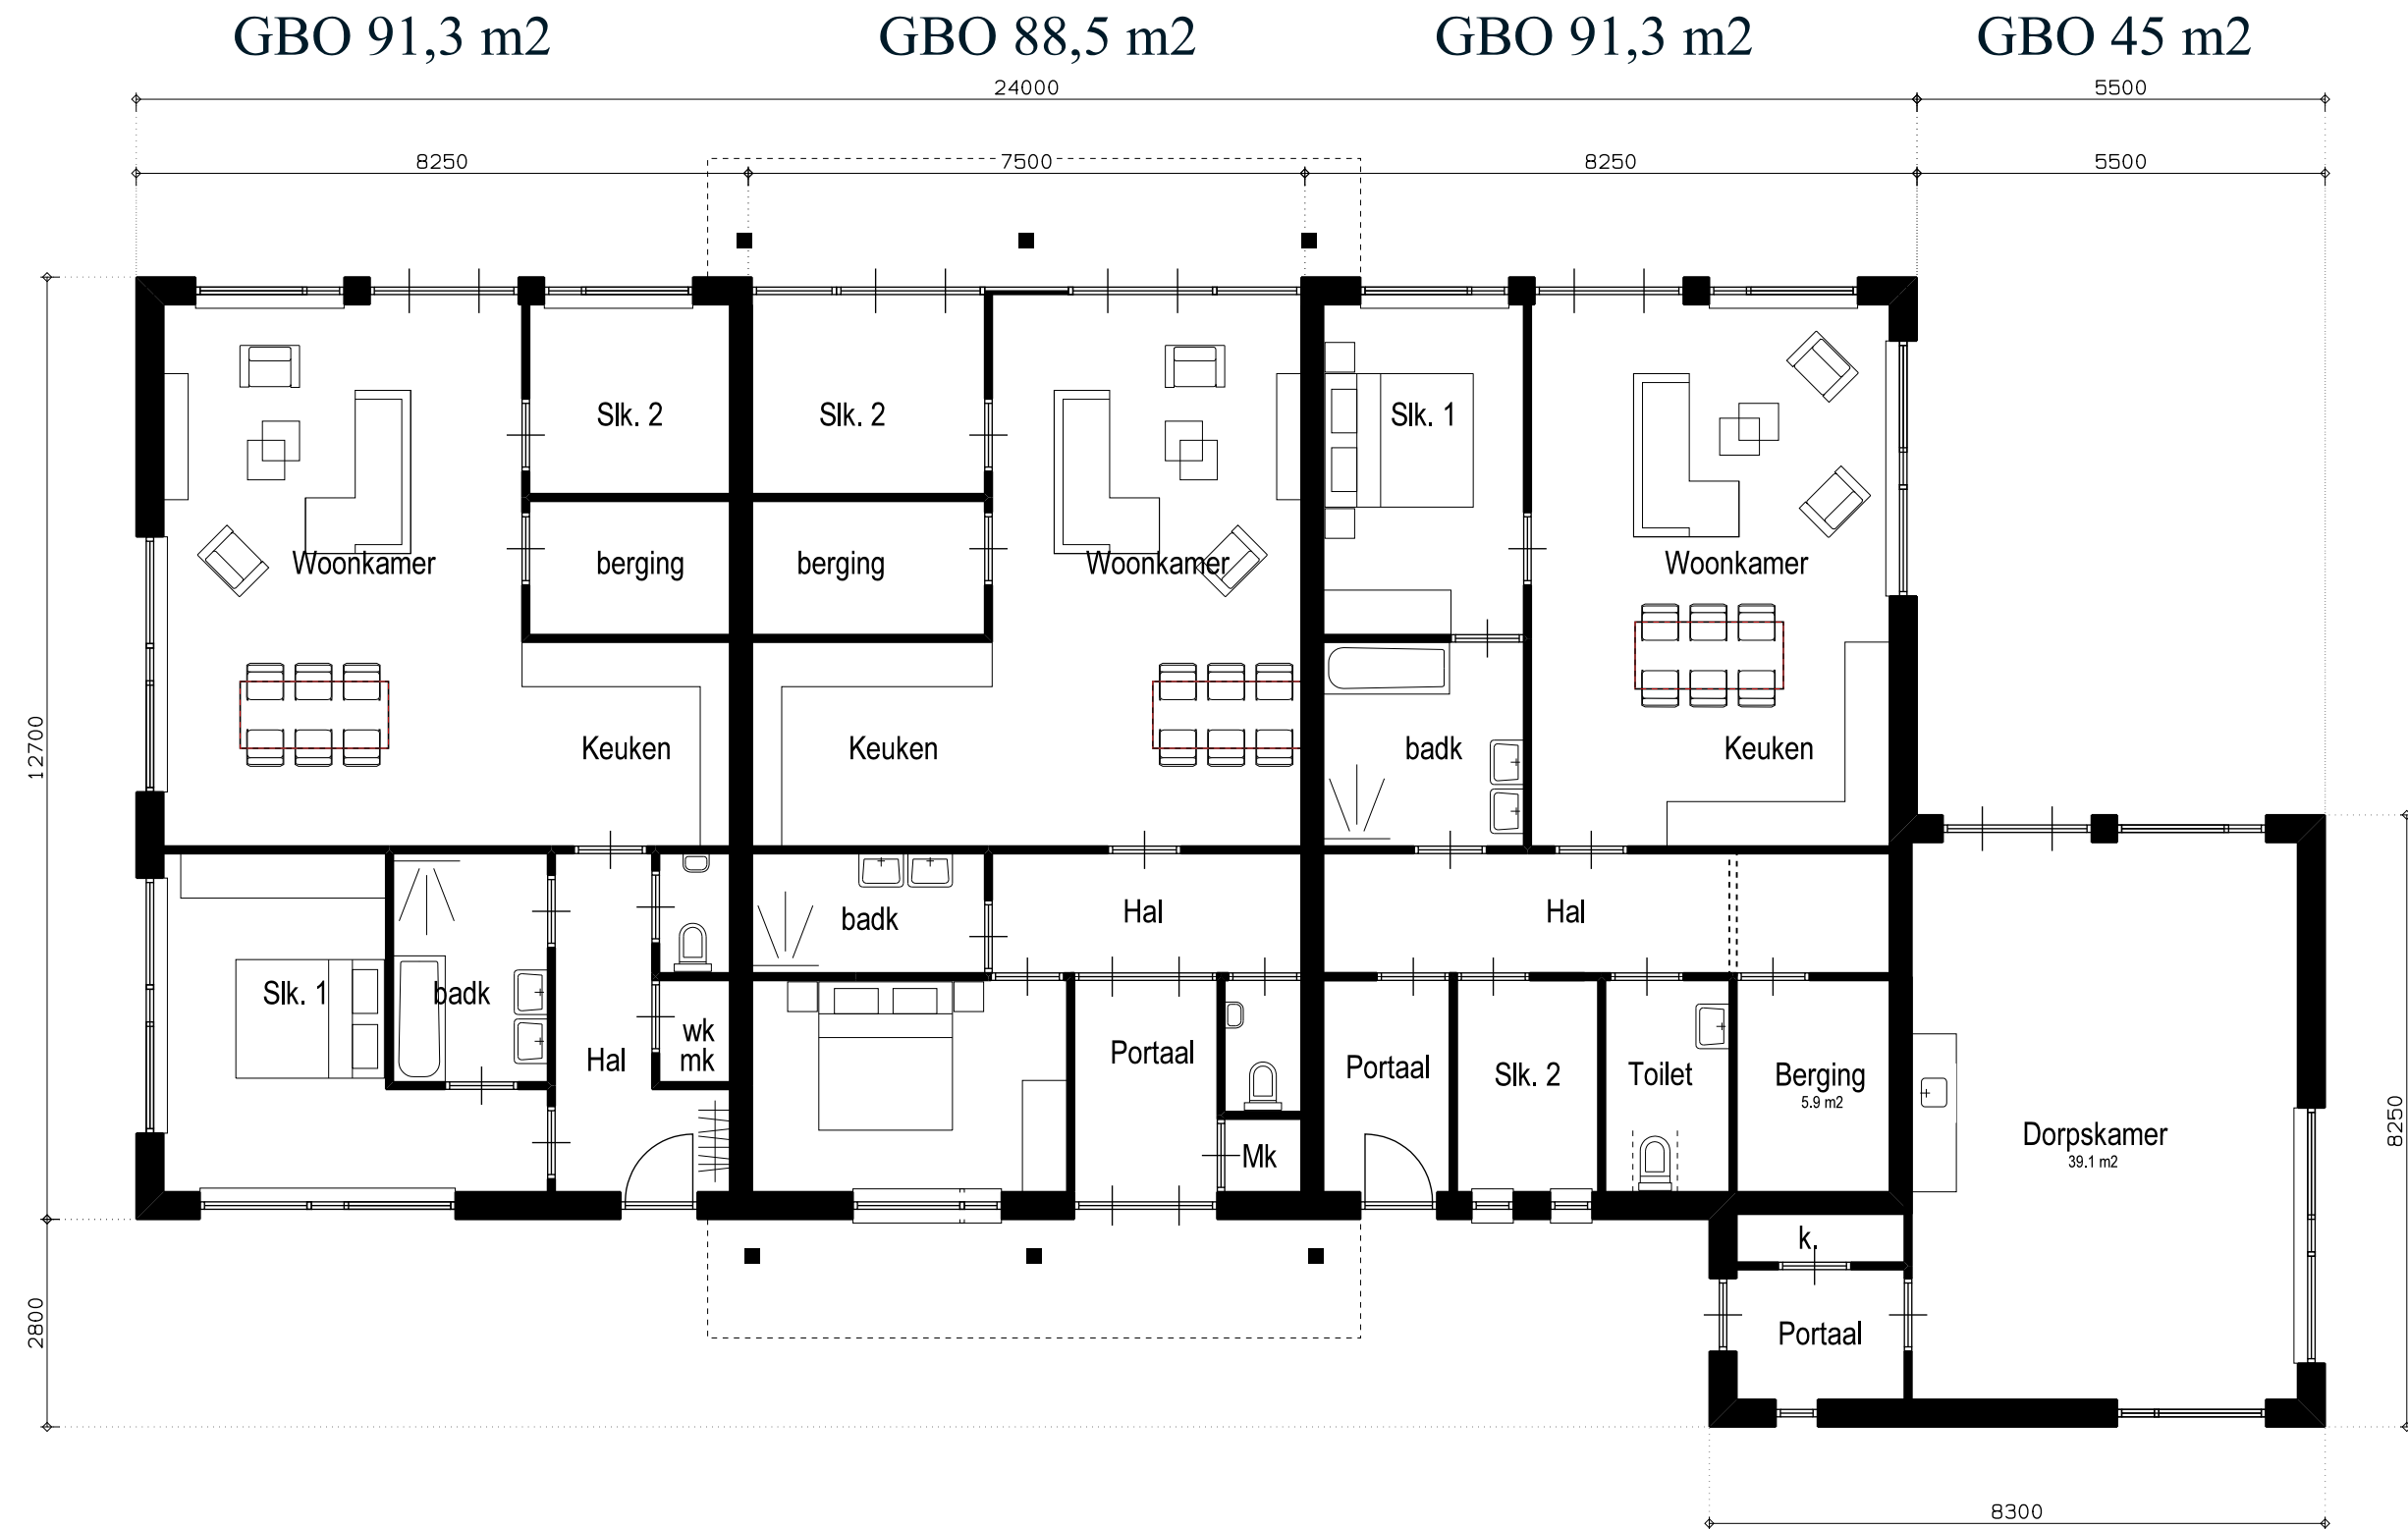 GBO 91,3 m2
GBO 88,5 m2
GBO 91,3 m2
GBO 45 m2
24000
5500
8250
7500
8250
5500
Slk. 2
Slk. 2
Slk. 1
Woonkamer
berging
berging
Woonkamer
Woonkamer
12700
Keuken
Keuken
badk
Keuken
badk
Hal
Hal
Slk. 1
badk
wk
mk
Hal
Portaal
Portaal
Slk. 2
Toilet
Berging
5.9 m2
Mk
Dorpskamer
39.1 m2
8250
k.
2800
Portaal
8300